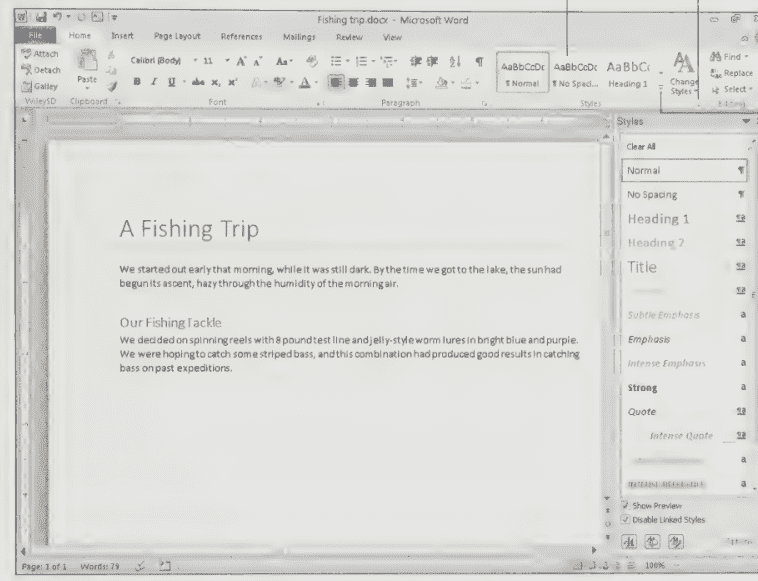 Fishing trip.docx - Microsoft Word
File Home Insert Page Layout References Mailings Review View
Attach
Detach
Galley
WileySD
Paste
Clipboard
Calibri (Body) 11
Font
Paragraph
AaBbCcDc AaBbCcDc AaBbCc
¶ Normal ¶ No Spaci... Heading 1
Change
Styles
Styles
Find
Replace
Select
Editing
A Fishing Trip
We started out early that morning, while it was still dark. By the time we got to the lake, the sun had
begun its ascent, hazy through the humidity of the morning air.
Our Fishing Tackle
We decided on spinning reels with 8 pound test line and jelly-style worm lures in bright blue and purple.
We were hoping to catch some striped bass, and this combination had produced good results in catching
bass on past expeditions.
Styles
Clear All
Normal ¶
No Spacing ¶
Heading 1 ¶a
Heading 2 ¶a
Title ¶a
¶a
Subtle Emphasis a
Emphasis a
Intense Emphasis a
Strong a
Quote ¶a
Intense Quote ¶a
a
a
Show Preview
Disable Linked Styles
Page: 1 of 1 Words: 79
100%